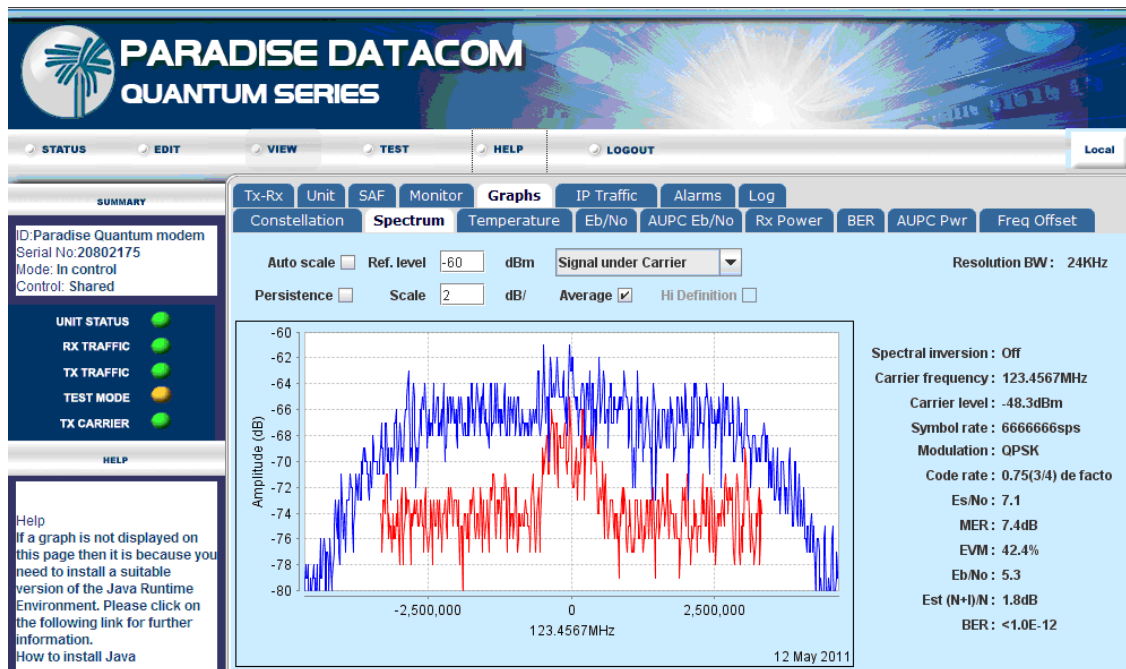 PARADISE DATACOM
QUANTUM SERIES
STATUS EDIT VIEW TEST HELP LOGOUT Local
SUMMARY
ID:Paradise Quantum modem
Serial No:20802175
Mode: In control
Control: Shared
UNIT STATUS
RX TRAFFIC
TX TRAFFIC
TEST MODE
TX CARRIER
HELP
Help
If a graph is not displayed on
this page then it is because you
need to install a suitable
version of the Java Runtime
Environment. Please click on
the following link for further
information.
How to install Java
Tx-Rx Unit SAF Monitor Graphs IP Traffic Alarms Log
Constellation Spectrum Temperature Eb/No AUPC Eb/No Rx Power BER AUPC Pwr Freq Offset
Auto scale Ref. level -60 dBm Signal under Carrier Resolution BW: 24KHz
Persistence Scale 2 dB/ Average Hi Definition
Amplitude (dB)
-60
-62
-64
-66
-68
-70
-72
-74
-76
-78
-80
-2,500,000 0 2,500,000
123.4567MHz
12 May 2011
Spectral inversion: Off
Carrier frequency: 123.4567MHz
Carrier level: -48.3dBm
Symbol rate: 6666666sps
Modulation: QPSK
Code rate: 0.75(3/4) de facto
Es/No: 7.1
MER: 7.4dB
EVM: 42.4%
Eb/No: 5.3
Est (N+I)/N: 1.8dB
BER: <1.0E-12